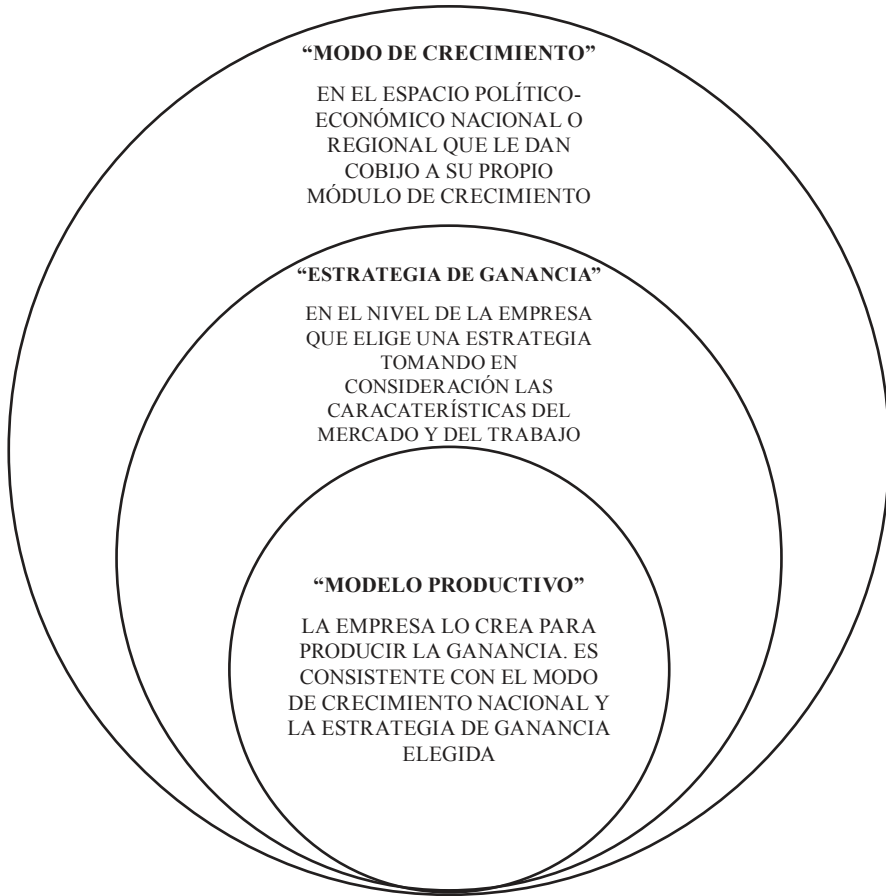 “MODO DE CRECIMIENTO”
EN EL ESPACIO POLÍTICO-
ECONÓMICO NACIONAL O
REGIONAL QUE LE DAN
COBIJO A SU PROPIO
MÓDULO DE CRECIMIENTO
“ESTRATEGIA DE GANANCIA”
EN EL NIVEL DE LA EMPRESA
QUE ELIGE UNA ESTRATEGIA
TOMANDO EN
CONSIDERACIÓN LAS
CARACATERÍSTICAS DEL
MERCADO Y DEL TRABAJO
“MODELO PRODUCTIVO”
LA EMPRESA LO CREA PARA
PRODUCIR LA GANANCIA. ES
CONSISTENTE CON EL MODO
DE CRECIMIENTO NACIONAL Y
LA ESTRATEGIA DE GANANCIA
ELEGIDA